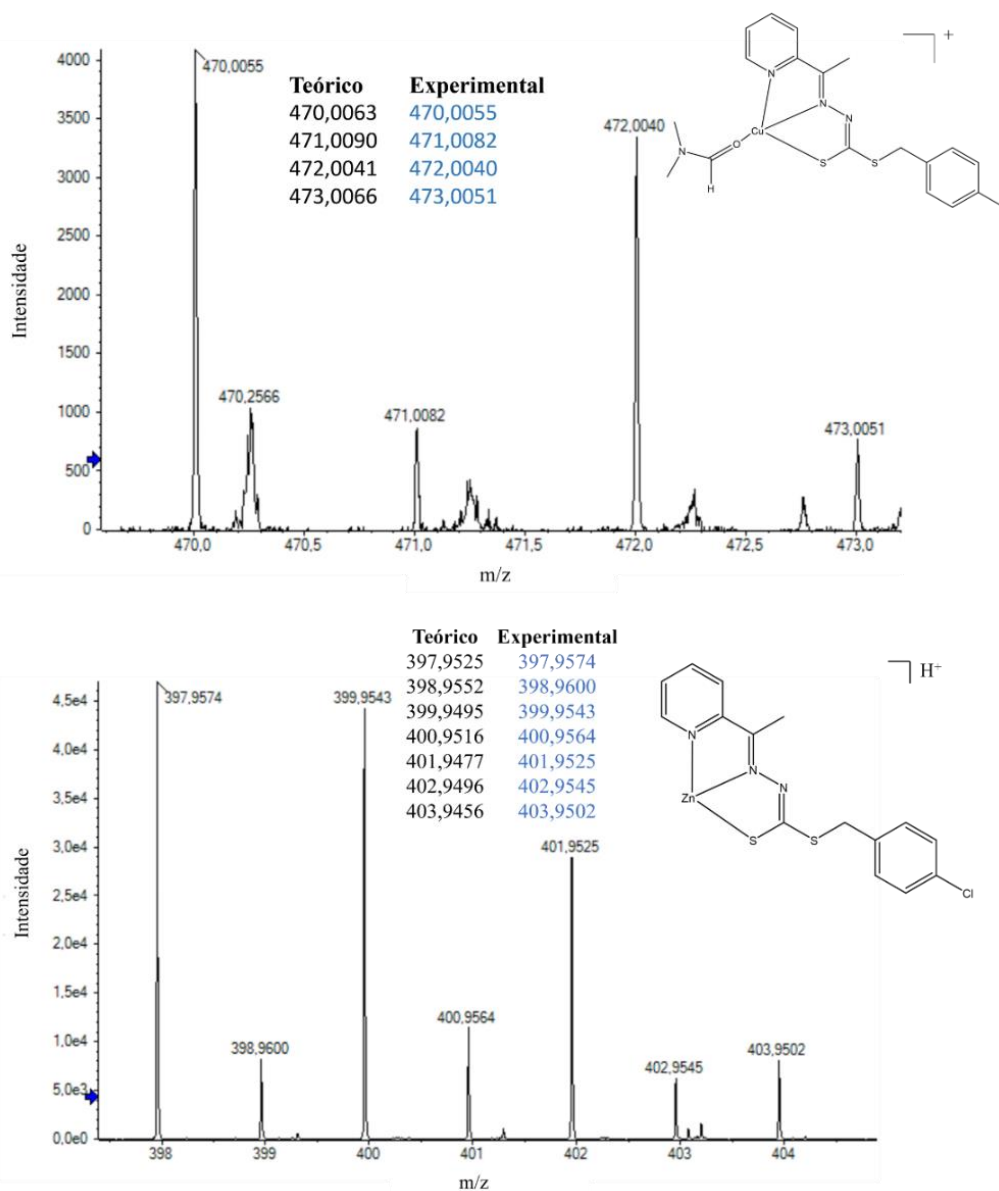 4000
3500
3000
2500
2000
1500
1000
500
0
Intensidade
470,0055
470,2566
471,0082
472,0040
473,0051
Teórico Experimental
470,0063 470,0055
471,0090 471,0082
472,0041 472,0040
473,0066 473,0051
+
N
N
N
Cu
O
N
H
S
S
470,0 470,5 471,0 471,5 472,0 472,5 473,0
m/z
Teórico Experimental
397,9525 397,9574
398,9552 398,9600
399,9495 399,9543
400,9516 400,9564
401,9477 401,9525
402,9496 402,9545
403,9456 403,9502
H+
N
N
N
Zn
S
S
Cl
4,5e4
4,0e4
3,5e4
3,0e4
2,5e4
2,0e4
1,5e4
1,0e4
5,0e3
0,0e0
Intensidade
397,9574
398,9600
399,9543
400,9564
401,9525
402,9545
403,9502
398 399 400 401 402 403 404
m/z